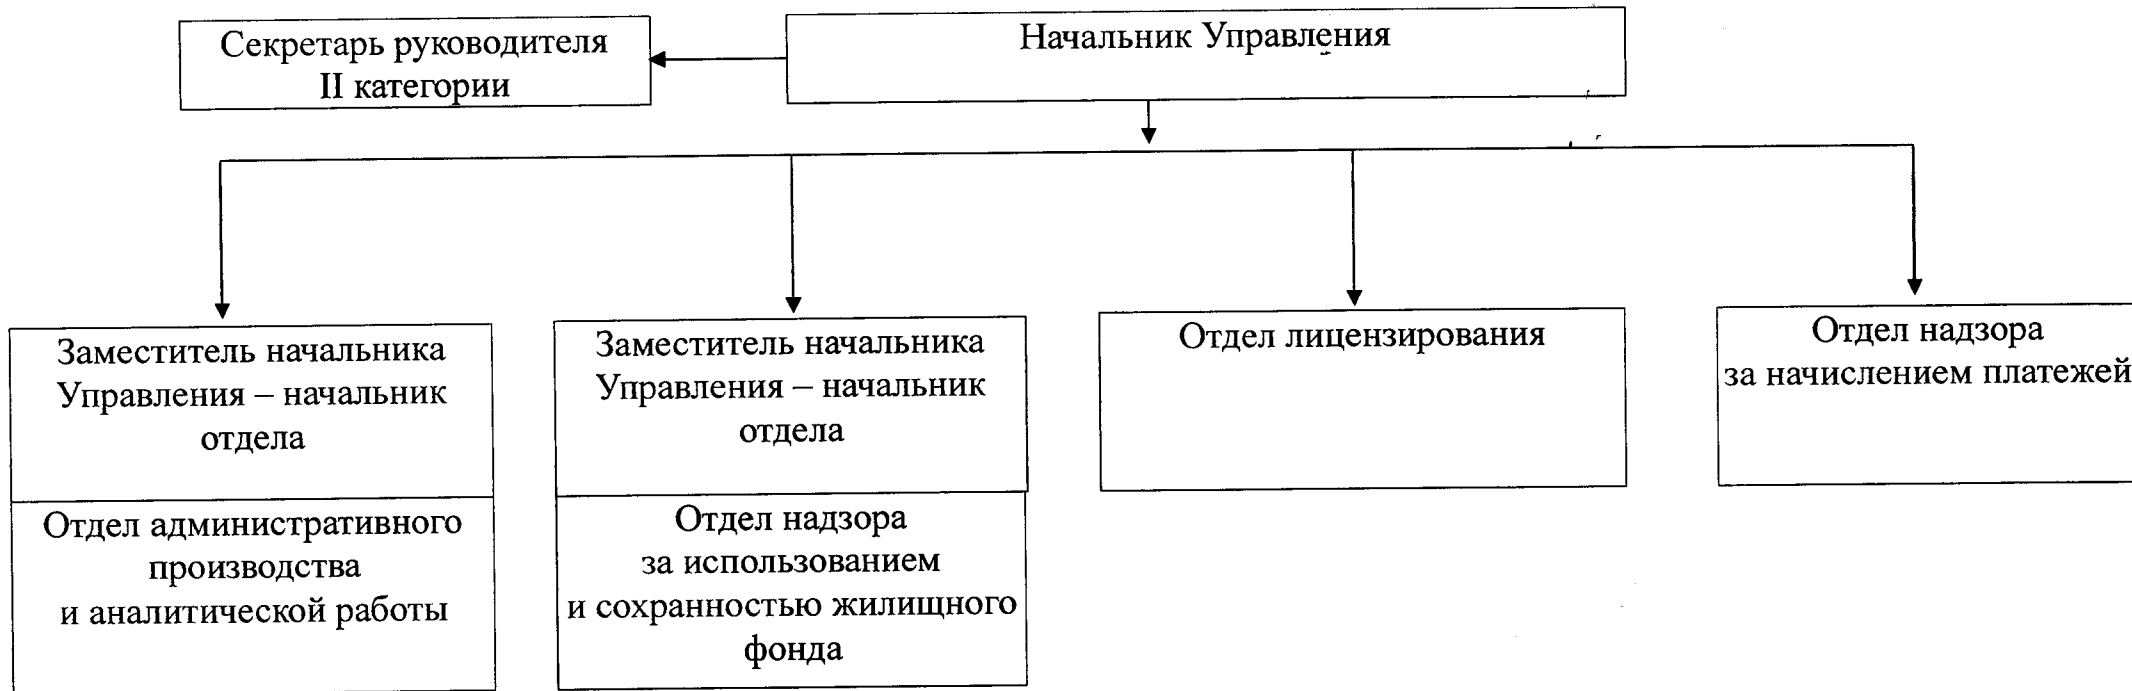 Секретарь руководителя
II категории
Начальник Управления
Заместитель начальника
Управления – начальник
отдела
Отдел административного
производства
и аналитической работы
Заместитель начальника
Управления – начальник
отдела
Отдел надзора
за использованием
и сохранностью жилищного
фонда
Отдел лицензирования
Отдел надзора
за начислением платежей